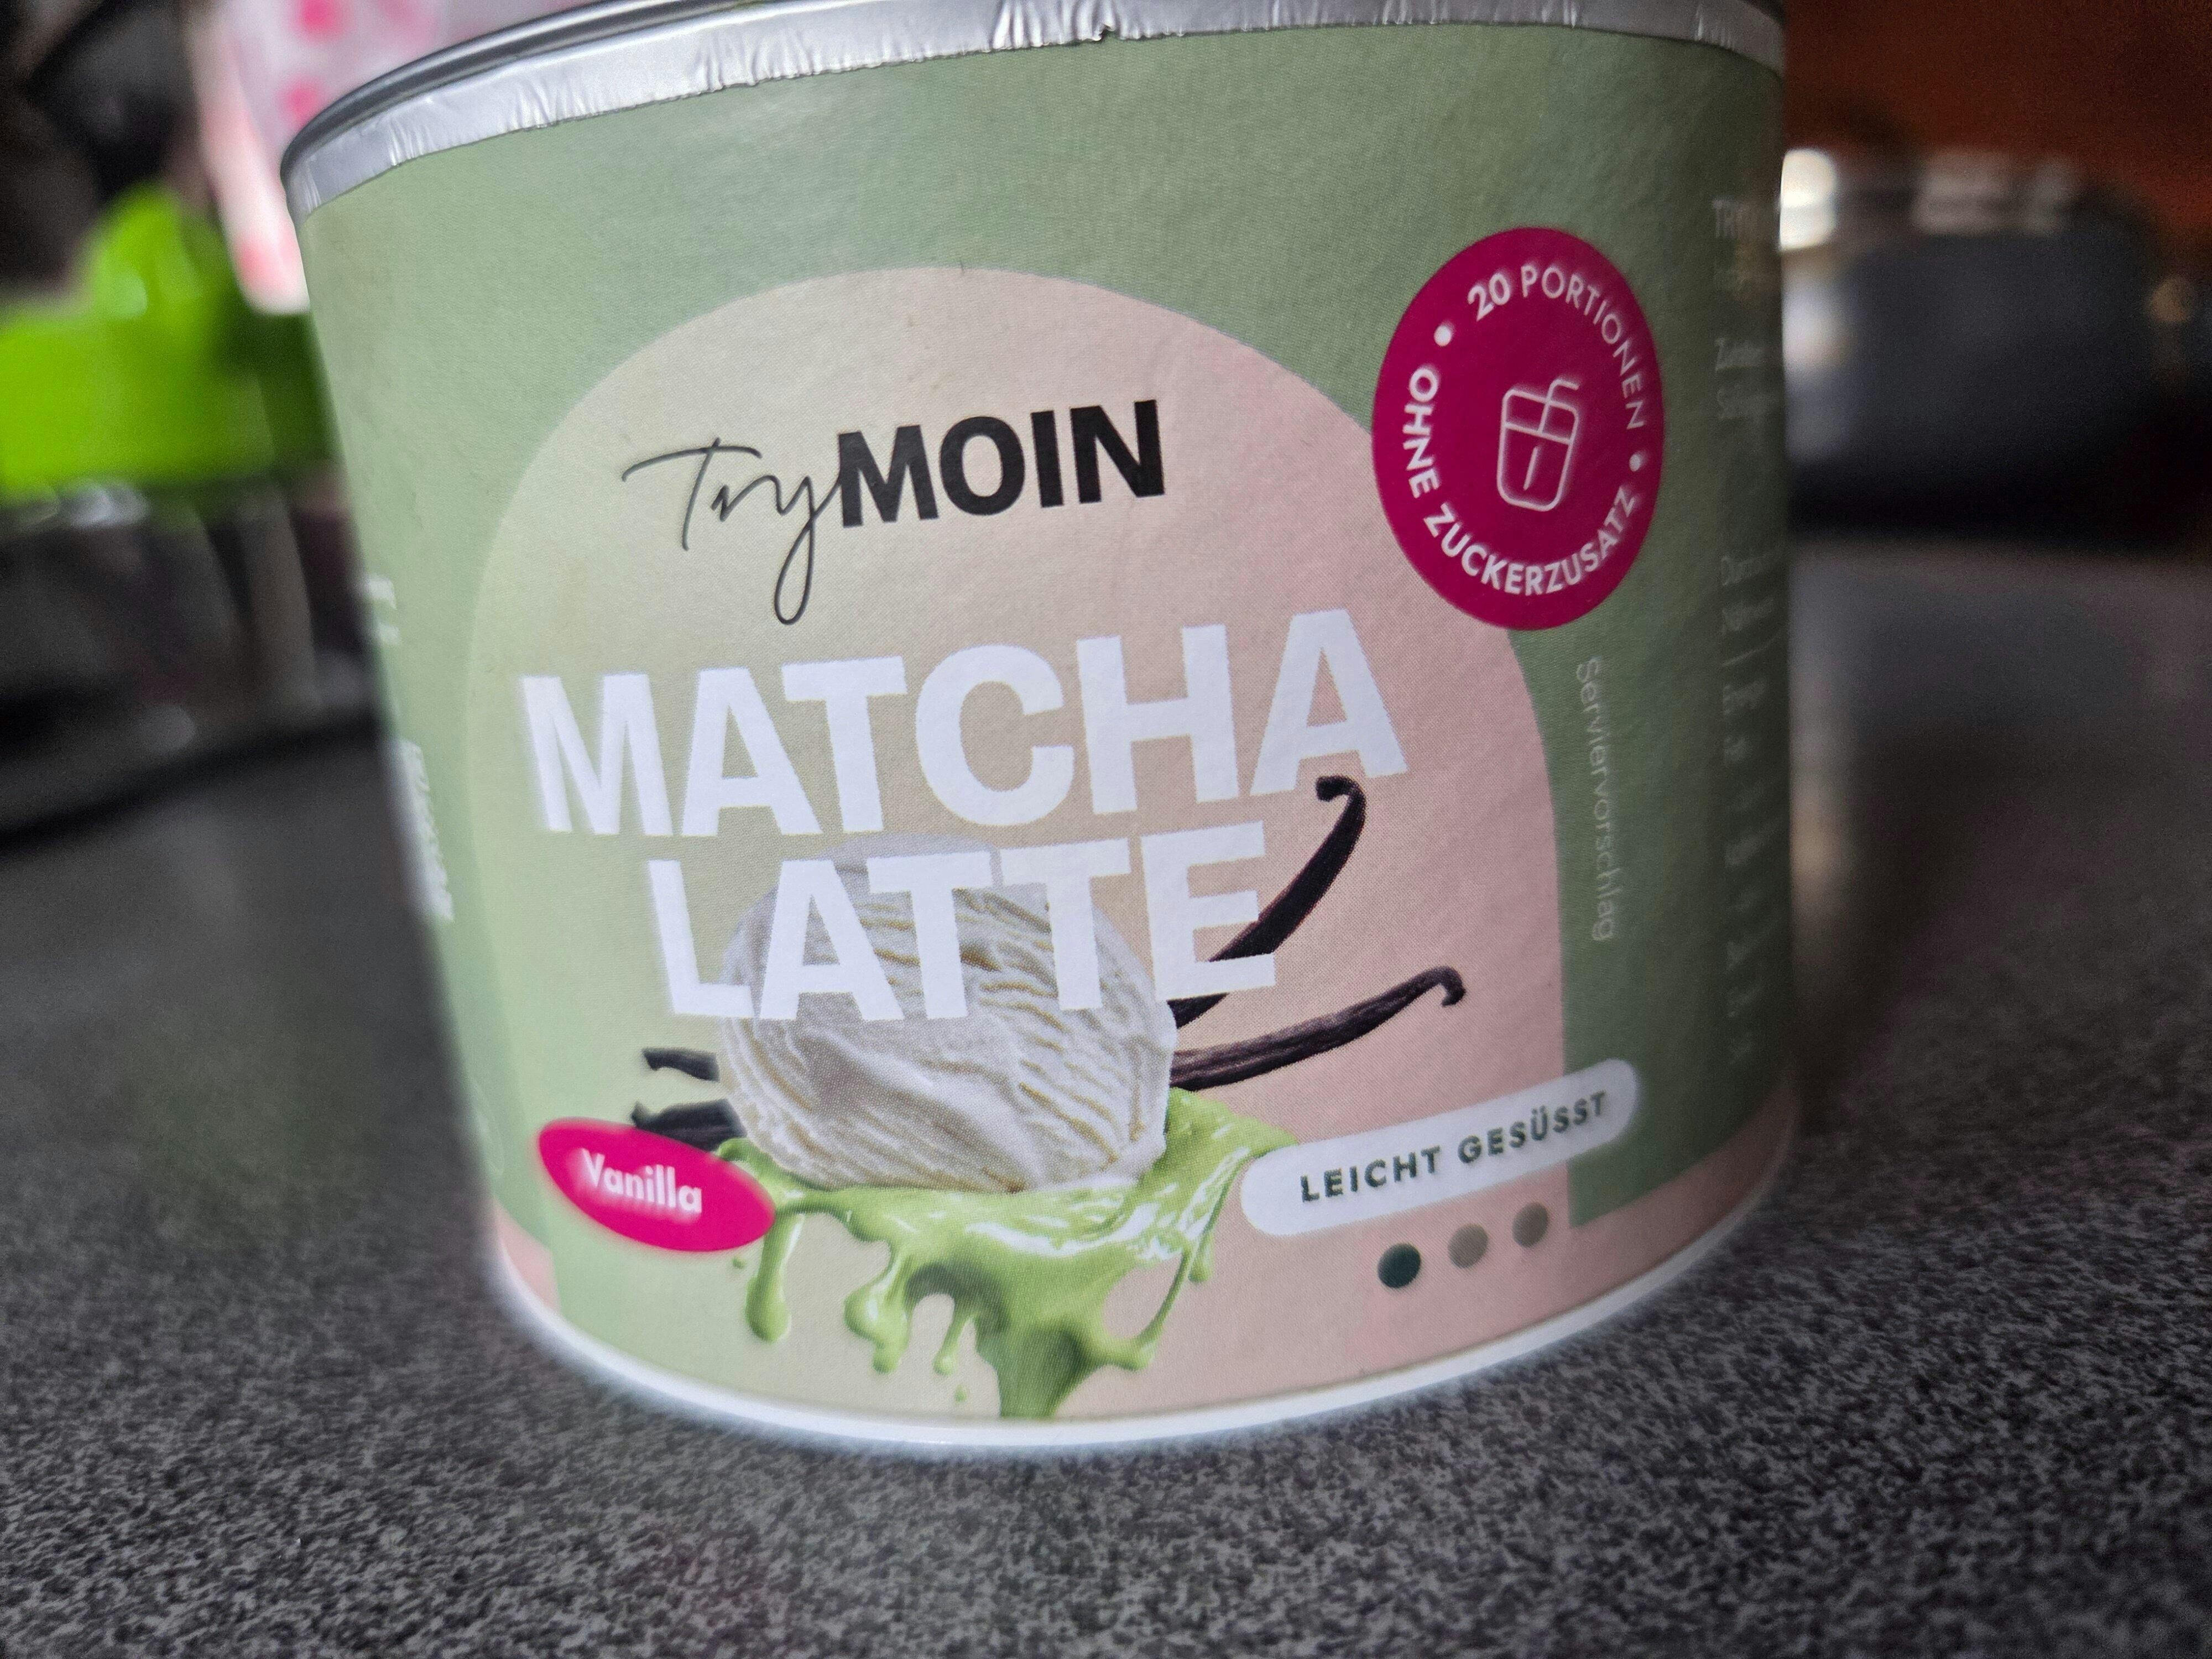 TryMOIN
20 PORTIONEN • OHNE ZUCKERZUSATZ •
MATCHA
LATTE
Serviervorschlag
Vanilla
LEICHT GESÜSST